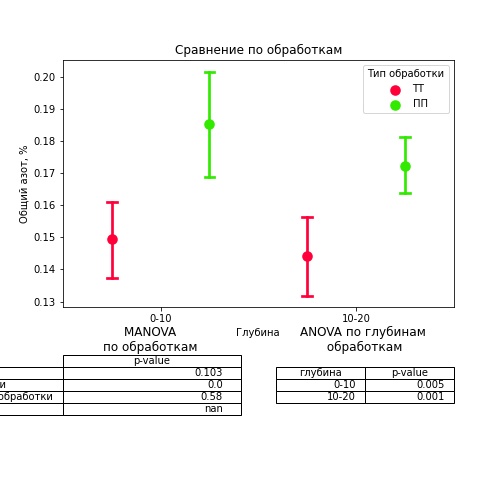 Сравнение по обработкам
Тип обработки
ТТ
ПП
Общий азот, %
0.20
0.19
0.18
0.17
0.16
0.15
0.14
0.13
0-10
10-20
Глубина
MANOVA
по обработкам
p-value
0.103
0.0
обработки 0.58
nan
ANOVA по глубинам
обработкам
глубина p-value
0-10 0.005
10-20 0.001